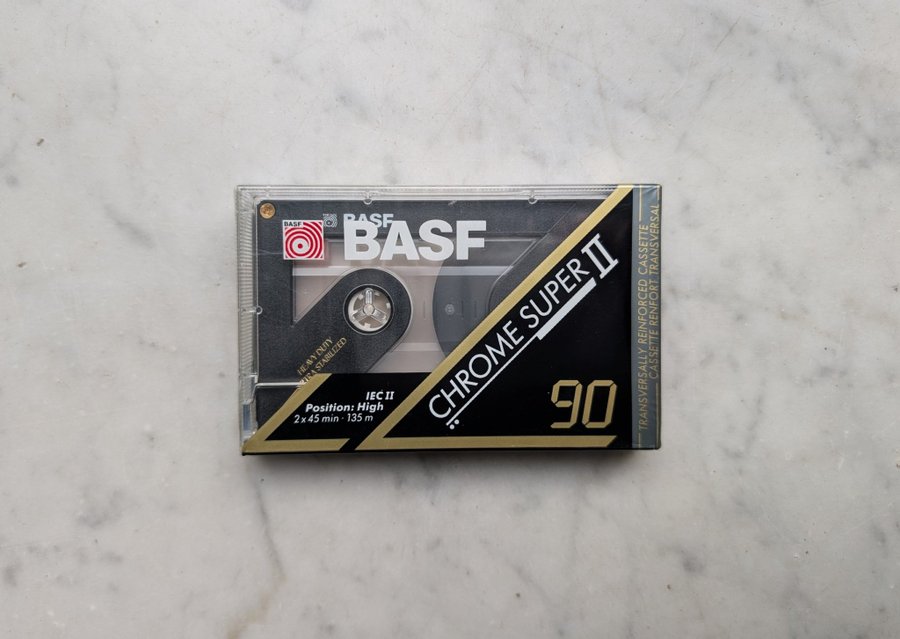 BASF
BASF
BASF
CHROME SUPER II
HEAVY DUTY
STABILIZED
IEC II
Position: High
2 x 45 min · 135 m
90
TRANSVERSALLY REINFORCED CASSETTE
CASSETTE RENFORT TRANSVERSAL